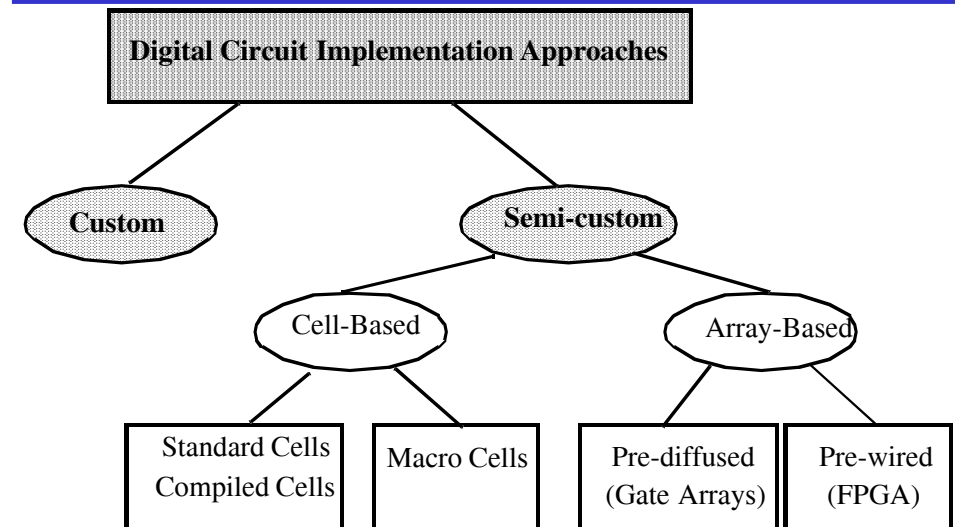 Digital Circuit Implementation Approaches
Custom
Semi-custom
Cell-Based
Array-Based
Standard Cells
Compiled Cells
Macro Cells
Pre-diffused
(Gate Arrays)
Pre-wired
(FPGA)